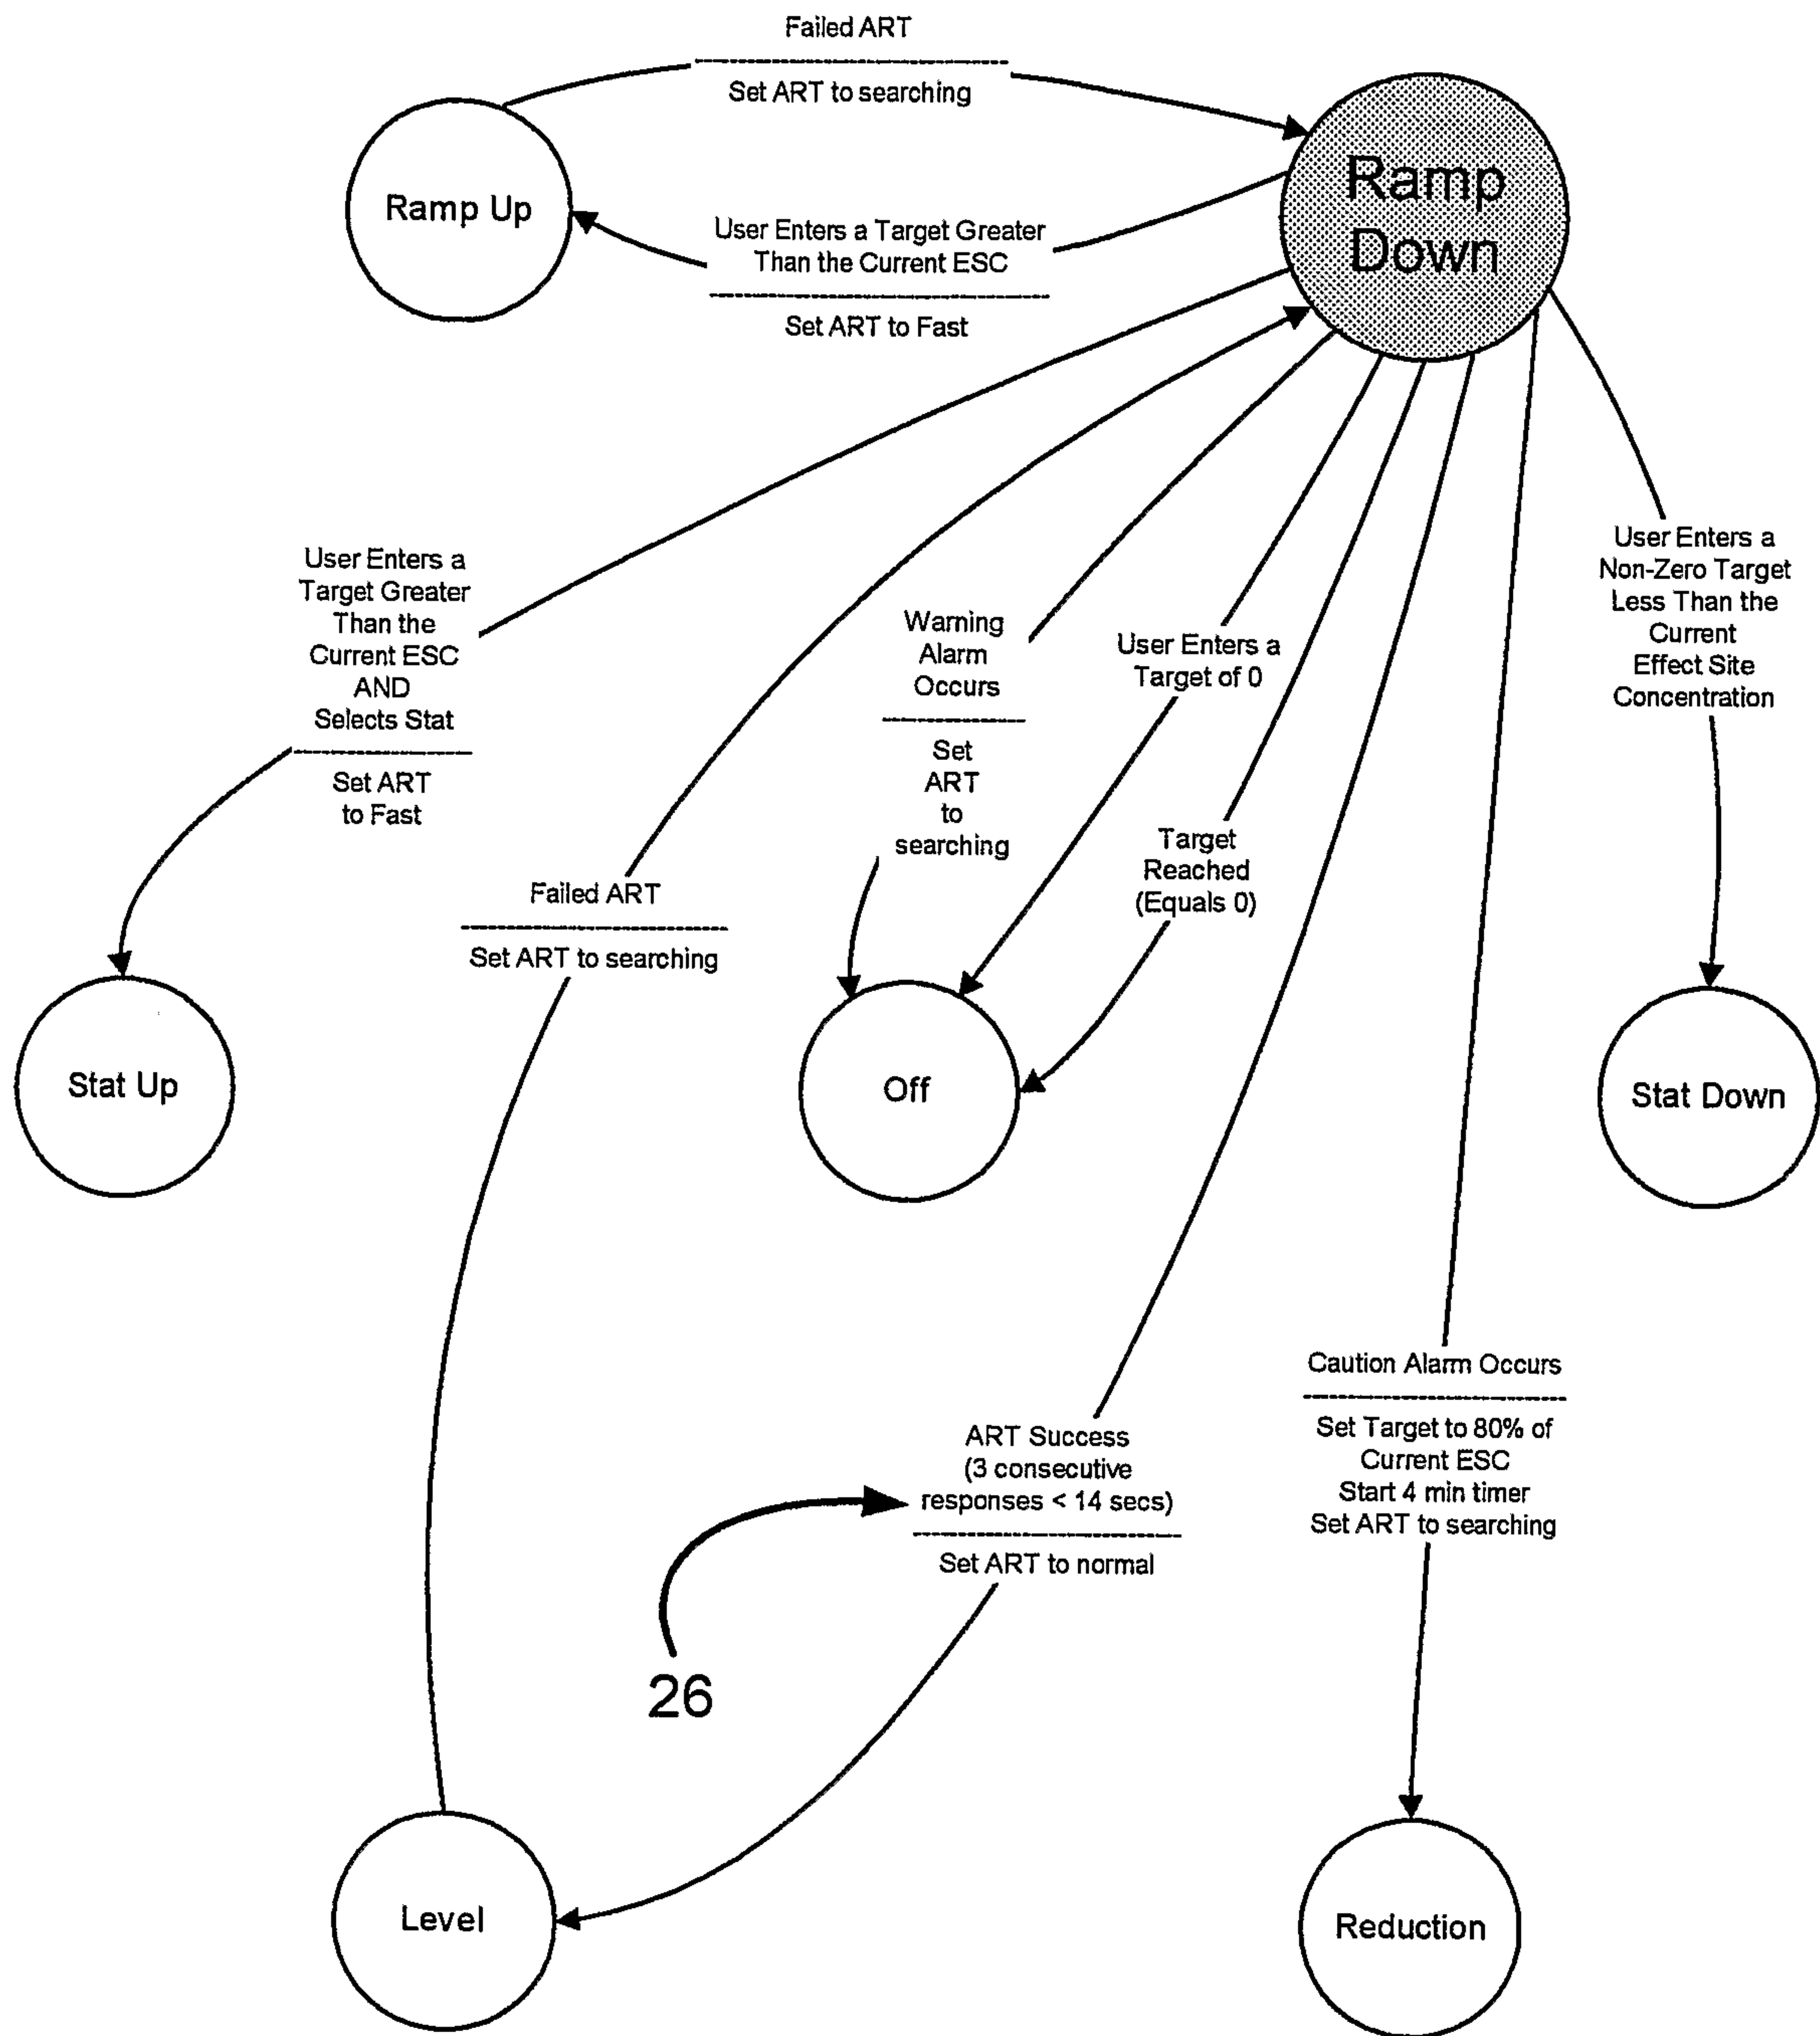 Failed ART
Set ART to searching
Ramp
Down
Ramp Up
User Enters a Target Greater
Than the Current ESC
Set ART to Fast
User Enters a
Target Greater
Than the
Current ESC
AND
Selects Stat
Set ART
to Fast
Warning
Alarm
Occurs
Set
ART
to
searching
User Enters a
Target of 0
User Enters a
Non-Zero Target
Less Than the
Current
Effect Site
Concentration
Target
Reached
(Equals 0)
Failed ART
Set ART to searching
Stat Up
Off
Stat Down
Caution Alarm Occurs
Set Target to 80% of
Current ESC
Start 4 min timer
Set ART to searching
ART Success
(3 consecutive
responses < 14 secs)
Set ART to normal
26
Level
Reduction